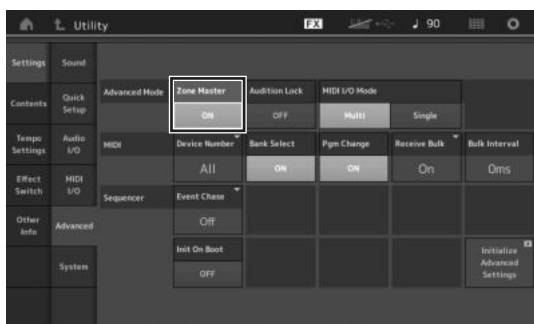 Utility FX 90
Settings Sound
Advanced Mode Zone Master Audition Lock MIDI I/O Mode
Contents Quick Setup ON OFF Multi Single
Tempo Settings Audio I/O MIDI Device Number Bank Select Pgm Change Receive Bulk Bulk Interval
All ON ON On 0ms
Effect Switch MIDI I/O Sequencer Event Chase
Other Info Advanced Off
System Init On Boot Initialize Advanced Settings
OFF